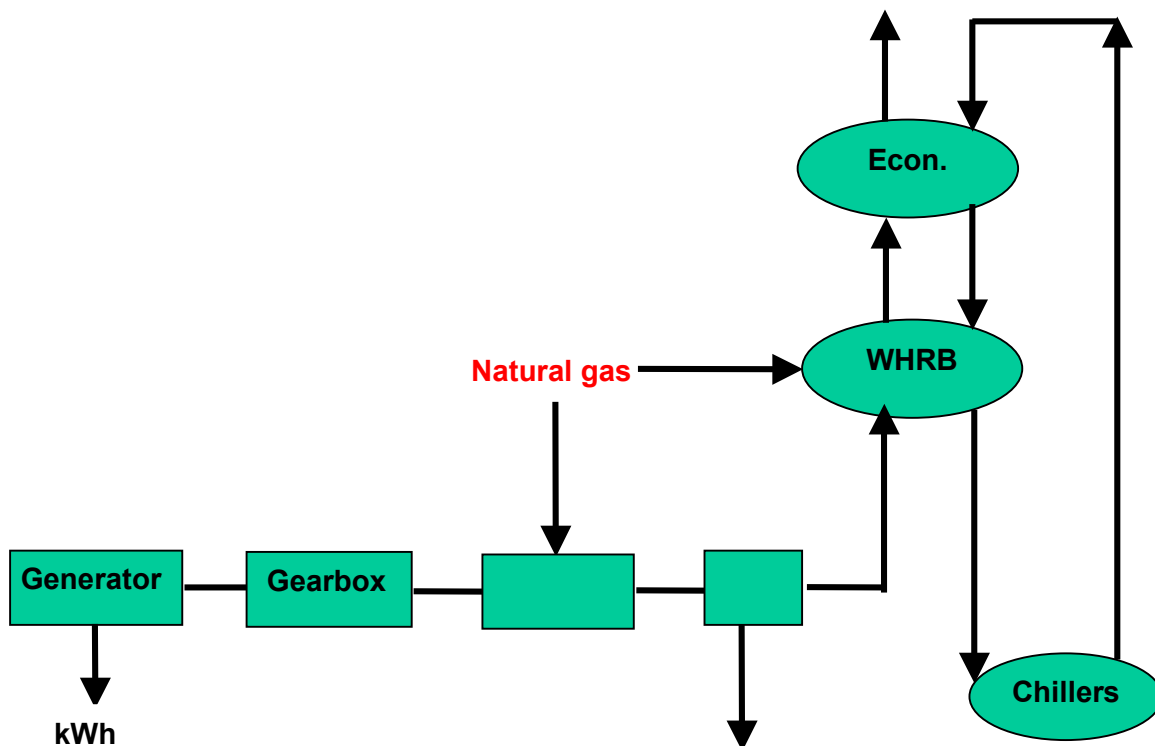 Econ.
WHRB
Natural gas
Generator
Gearbox
Chillers
kWh